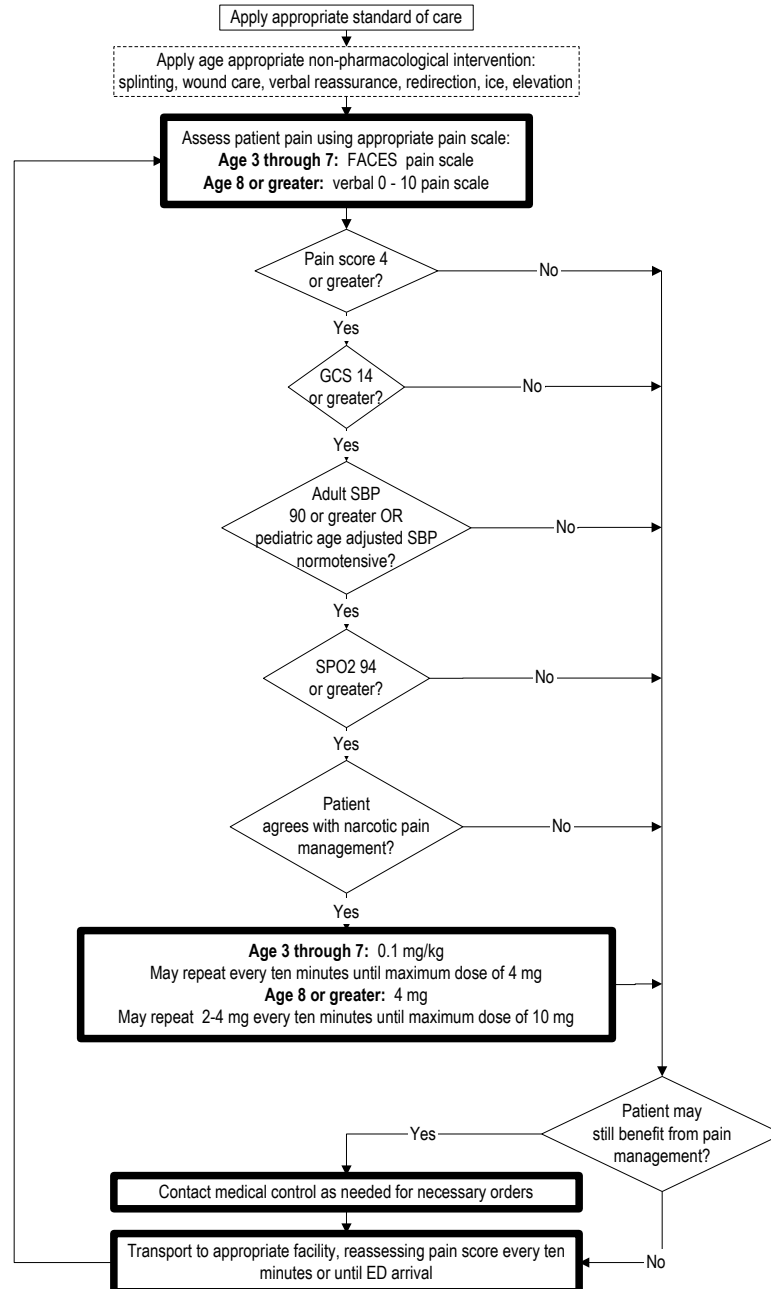 Apply appropriate standard of care
Apply age appropriate non-pharmacological intervention:
splinting, wound care, verbal reassurance, redirection, ice, elevation
Assess patient pain using appropriate pain scale:
Age 3 through 7: FACES pain scale
Age 8 or greater: verbal 0 - 10 pain scale
Pain score 4
or greater?
No
Yes
GCS 14
or greater?
No
Yes
Adult SBP
90 or greater OR
pediatric age adjusted SBP
normotensive?
No
Yes
SPO2 94
or greater?
No
Yes
Patient
agrees with narcotic pain
management?
No
Yes
Age 3 through 7: 0.1 mg/kg
May repeat every ten minutes until maximum dose of 4 mg
Age 8 or greater: 4 mg
May repeat 2-4 mg every ten minutes until maximum dose of 10 mg
Patient may
still benefit from pain
management?
Yes
Contact medical control as needed for necessary orders
No
Transport to appropriate facility, reassessing pain score every ten
minutes or until ED arrival